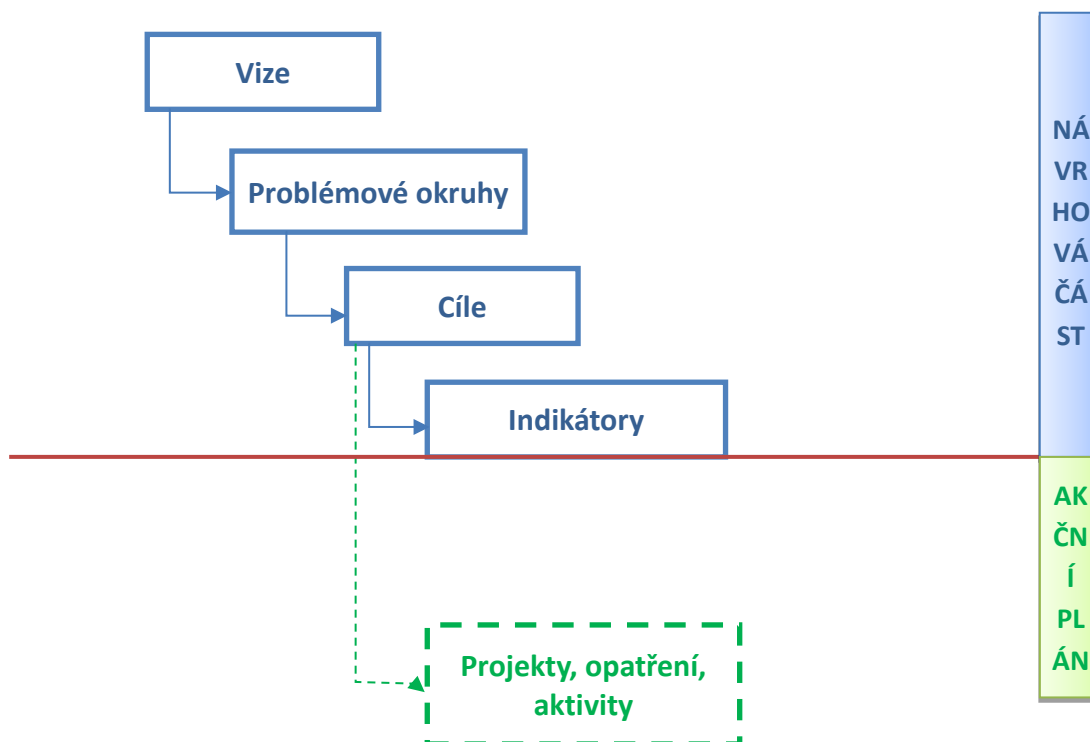 Vize
Problémové okruhy
Cíle
Indikátory
Projekty, opatření,
aktivity
NÁ
VR
HO
VÁ
ČÁ
ST
AK
ČN
Í
PL
ÁN